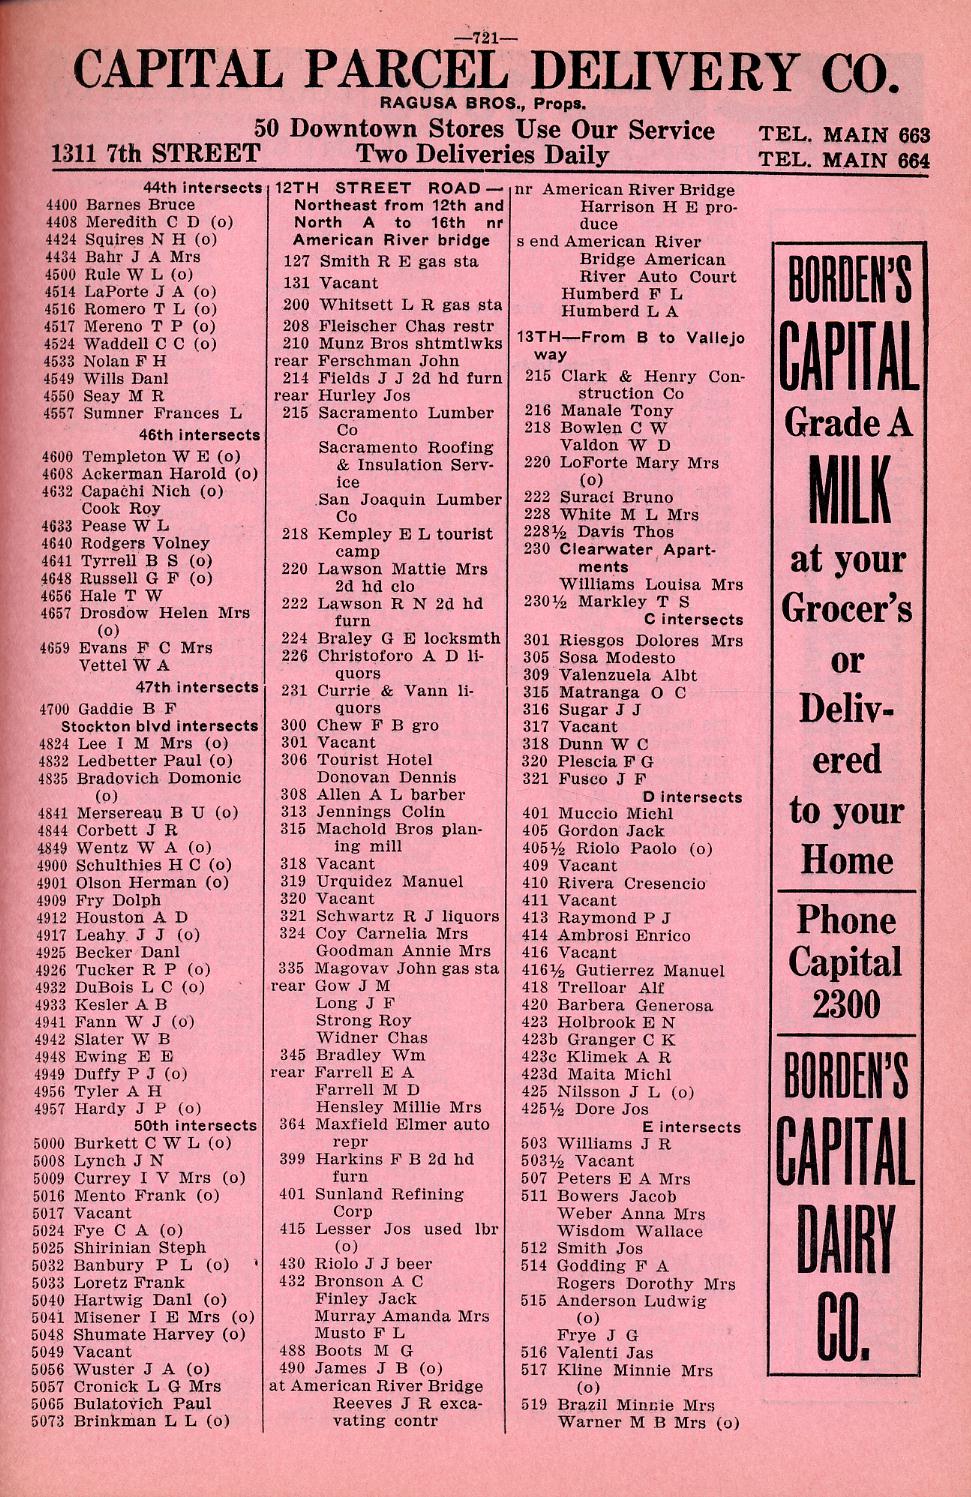 —721—
CAPITAL PARCEL DELIVERY CO.
RAGUSA BROS., Props.
50 Downtown Stores Use Our Service
1311 7th STREET
Two Deliveries Daily
TEL. MAIN 663
TEL. MAIN 664
44th intersects
4400 Barnes Bruce
4408 Meredith C D (o)
4424 Squires N H (o)
4434 Bahr J A Mrs
4500 Rule W L (o)
4514 LaPorte J A (o)
4516 Romero T L (o)
4517 Mereno T P (o)
4524 Waddell C C (o)
4533 Nolan F H
4549 Wills Danl
4550 Seay M R
4557 Sumner Frances L
46th intersects
4600 Templeton W E (o)
4608 Ackerman Harold (o)
4632 Capachi Nich (o)
Cook Roy
4633 Pease W L
4640 Rodgers Volney
4641 Tyrrell B S (o)
4648 Russell G F (o)
4656 Hale T W
4657 Drosdow Helen Mrs
(o)
4659 Evans F C Mrs
Vettel W A
47th intersects
4700 Gaddie B F
Stockton blvd intersects
4824 Lee I M Mrs (o)
4832 Ledbetter Paul (o)
4835 Bradovich Domonic
(o)
4841 Mersereau B U (o)
4844 Corbett J R
4849 Wentz W A (o)
4900 Schulthies H C (o)
4901 Olson Herman (o)
4909 Fry Dolph
4912 Houston A D
4917 Leahy J J (o)
4925 Becker Danl
4926 Tucker R P (o)
4932 DuBois L C (o)
4933 Kesler A B
4941 Fann W J (o)
4942 Slater W B
4948 Ewing E E
4949 Duffy P J (o)
4956 Tyler A H
4957 Hardy J P (o)
50th intersects
5000 Burkett C W L (o)
5008 Lynch J N
5009 Currey I V Mrs (o)
5016 Mento Frank (o)
5017 Vacant
5024 Fye C A (o)
5025 Shirinian Steph
5032 Banbury P L (o)
5033 Loretz Frank
5040 Hartwig Danl (o)
5041 Misener I E Mrs (o)
5048 Shumate Harvey (o)
5049 Vacant
5056 Wuster J A (o)
5057 Cronick L G Mrs
5065 Bulatovich Paul
5073 Brinkman L L (o)
12TH STREET ROAD —
Northeast from 12th and
North A to 16th nr
American River bridge
127 Smith R E gas sta
131 Vacant
200 Whitsett L R gas sta
208 Fleischer Chas restr
210 Munz Bros shtmtlwks
rear Ferschman John
214 Fields J J 2d hd furn
rear Hurley Jos
215 Sacramento Lumber
Co
Sacramento Roofing
& Insulation Serv-
ice
San Joaquin Lumber
Co
218 Kempley E L tourist
camp
220 Lawson Mattie Mrs
2d hd clo
222 Lawson R N 2d hd
furn
224 Braley G E locksmth
226 Christoforo A D li-
quors
231 Currie & Vann li-
quors
300 Chew F B gro
301 Vacant
306 Tourist Hotel
Donovan Dennis
308 Allen A L barber
313 Jennings Colin
315 Machold Bros plan-
ing mill
318 Vacant
319 Urquidez Manuel
320 Vacant
321 Schwartz R J liquors
324 Coy Carnelia Mrs
Goodman Annie Mrs
335 Magovav John gas sta
rear Gow J M
Long J F
Strong Roy
Widner Chas
345 Bradley Wm
rear Farrell E A
Farrell M D
Hensley Millie Mrs
364 Maxfield Elmer auto
repr
399 Harkins F B 2d hd
furn
401 Sunland Refining
Corp
415 Lesser Jos used lbr
(o)
430 Riolo J J beer
432 Bronson A C
Finley Jack
Murray Amanda Mrs
Musto F L
488 Boots M G
490 James J B (o)
at American River Bridge
Reeves J R exca-
vating contr
nr American River Bridge
Harrison H E pro-
duce
s end American River
Bridge American
River Auto Court
Humberd F L
Humberd L A
13TH—From B to Vallejo
way
215 Clark & Henry Con-
struction Co
216 Manale Tony
218 Bowlen C W
Valdon W D
220 LoForte Mary Mrs
(o)
222 Suraci Bruno
228 White M L Mrs
228½ Davis Thos
230 Clearwater Apart-
ments
Williams Louisa Mrs
230½ Markley T S
C intersects
301 Riesgos Dolores Mrs
305 Sosa Modesto
309 Valenzuela Albt
315 Matranga O C
316 Sugar J J
317 Vacant
318 Dunn W C
320 Plescia F G
321 Fusco J F
D intersects
401 Muccio Michl
405 Gordon Jack
405½ Riolo Paolo (o)
409 Vacant
410 Rivera Cresencio
411 Vacant
413 Raymond P J
414 Ambrosi Enrico
416 Vacant
416½ Gutierrez Manuel
418 Trelloar Alf
420 Barbera Generosa
423 Holbrook E N
423b Granger C K
423c Klimek A R
423d Maita Michl
425 Nilsson J L (o)
425½ Dore Jos
E intersects
503 Williams J R
503½ Vacant
507 Peters E A Mrs
511 Bowers Jacob
Weber Anna Mrs
Wisdom Wallace
512 Smith Jos
514 Godding F A
Rogers Dorothy Mrs
515 Anderson Ludwig
(o)
Frye J G
516 Valenti Jas
517 Kline Minnie Mrs
(o)
519 Brazil Minnie Mrs
Warner M B Mrs (o)
BORDEN'S
CAPITAL
Grade A
MILK
at your
Grocer's
or
Deliv-
ered
to your
Home
Phone
Capital
2300
BORDEN'S
CAPITAL
DAIRY
CO.